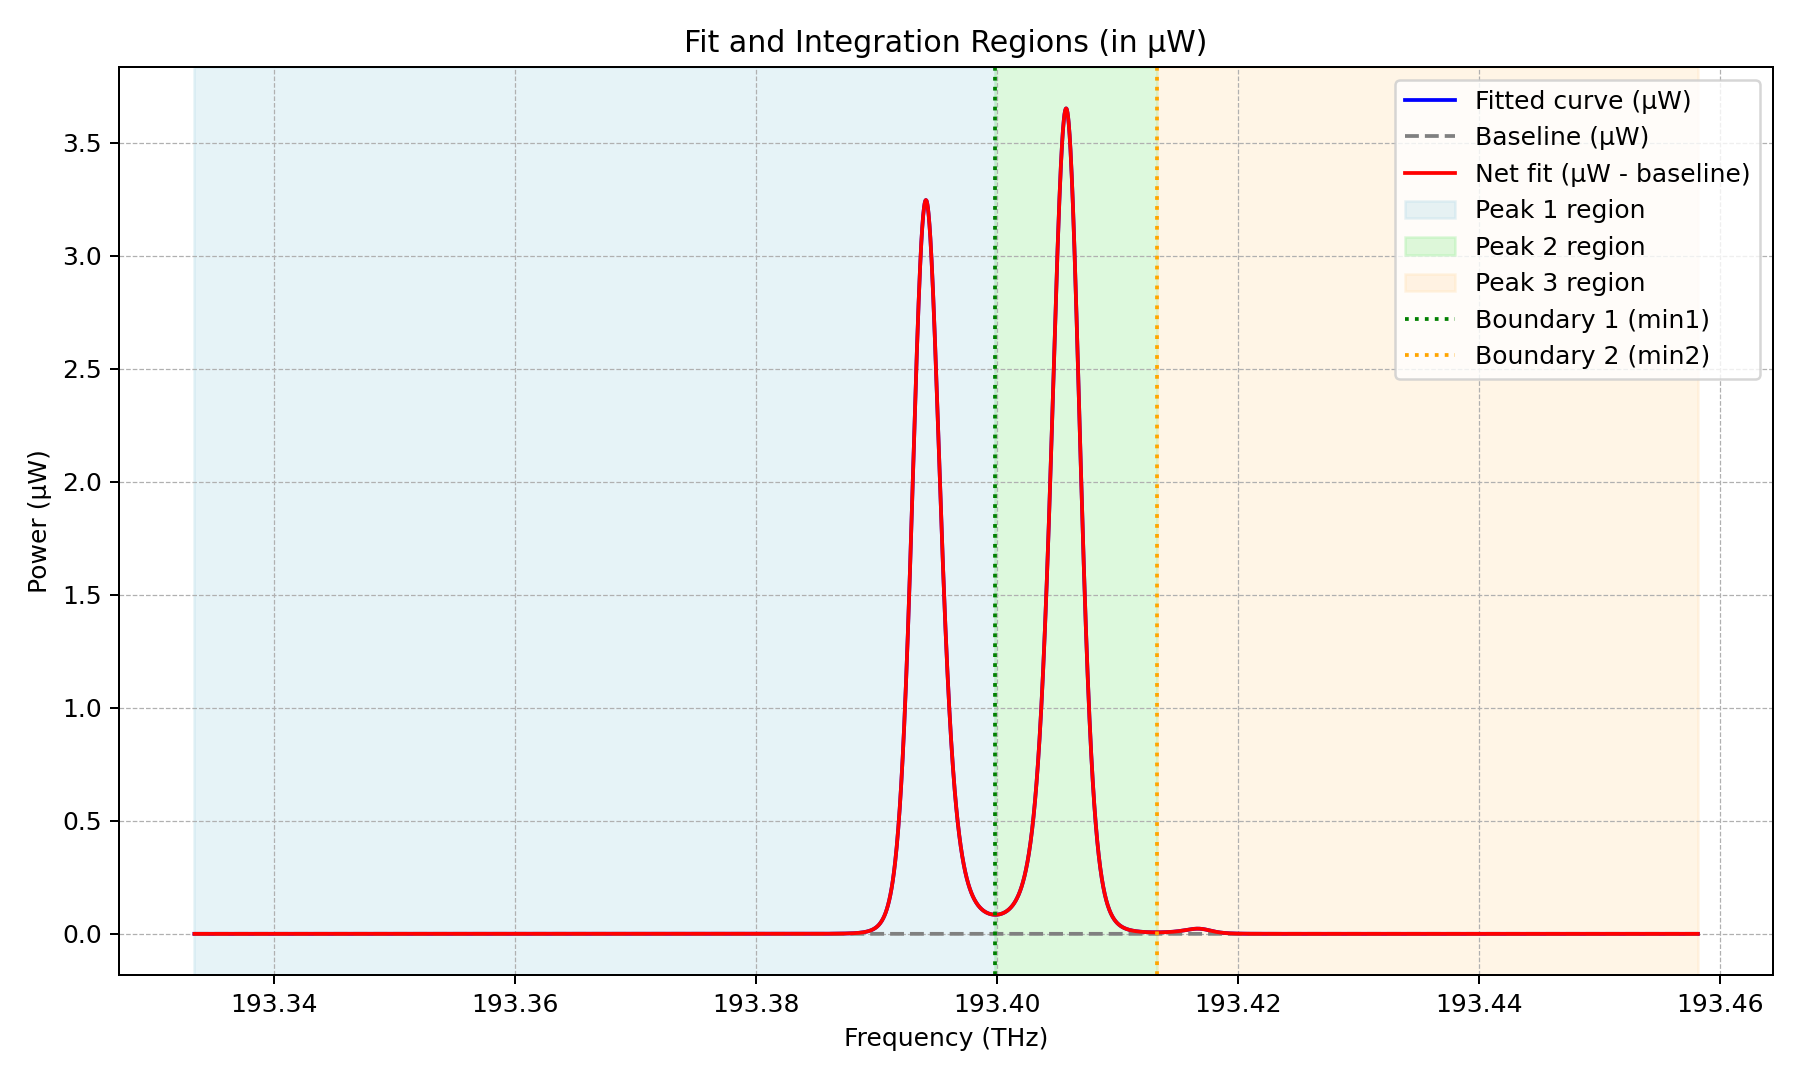 Fit and Integration Regions (in µW)
Fitted curve (µW)
Baseline (µW)
Net fit (µW - baseline)
Peak 1 region
Peak 2 region
Peak 3 region
Boundary 1 (min1)
Boundary 2 (min2)
Power (µW)
3.5
3.0
2.5
2.0
1.5
1.0
0.5
0.0
193.34 193.36 193.38 193.40 193.42 193.44 193.46
Frequency (THz)